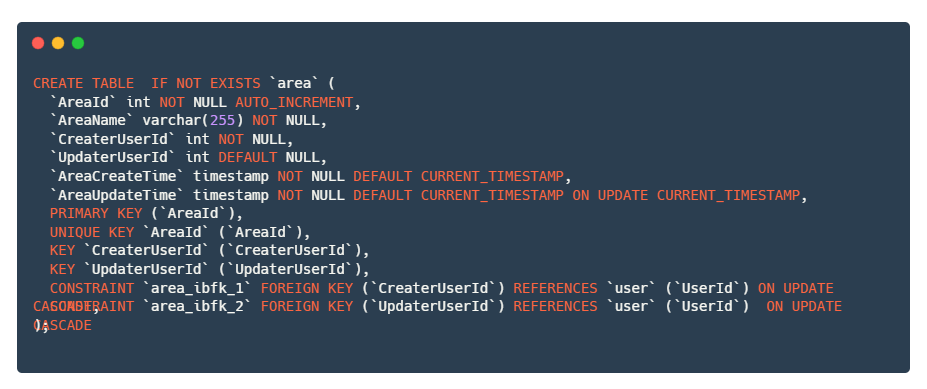 CREATE TABLE  IF NOT EXISTS `area` (
  `AreaId` int NOT NULL AUTO_INCREMENT,
  `AreaName` varchar(255) NOT NULL,
  `CreaterUserId` int NOT NULL,
  `UpdaterUserId` int DEFAULT NULL,
  `AreaCreateTime` timestamp NOT NULL DEFAULT CURRENT_TIMESTAMP,
  `AreaUpdateTime` timestamp NOT NULL DEFAULT CURRENT_TIMESTAMP ON UPDATE CURRENT_TIMESTAMP,
  PRIMARY KEY (`AreaId`),
  UNIQUE KEY `AreaId` (`AreaId`),
  KEY `CreaterUserId` (`CreaterUserId`),
  KEY `UpdaterUserId` (`UpdaterUserId`),
  CONSTRAINT `area_ibfk_1` FOREIGN KEY (`CreaterUserId`) REFERENCES `user` (`UserId`) ON UPDATE
CASCADE,
  CONSTRAINT `area_ibfk_2` FOREIGN KEY (`UpdaterUserId`) REFERENCES `user` (`UserId`)  ON UPDATE
CASCADE
);